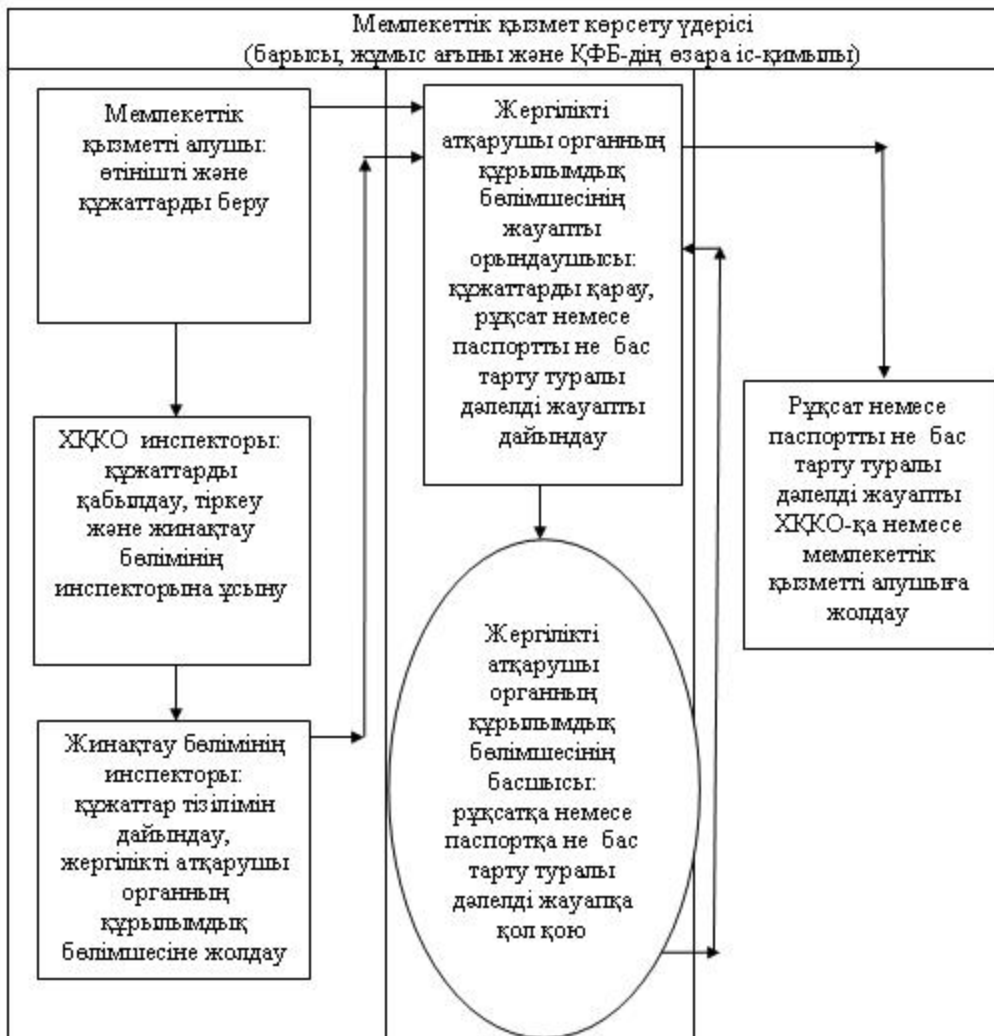 Мемлекеттік қызмет көрсету үдерісі
(барысы, жұмыс ағыны және ҚФБ-дің өзара іс-қимылы)
Мемлекеттік
қызметті алушы:
өтінішті және
құжаттарды беру
ХҚКО инспекторы:
құжаттарды
қабылдау, тіркеу
және жинақтау
бөлімінің
инспекторына ұсыну
Жинақтау бөлімінің
инспекторы:
құжаттар тізілімін
дайындау,
жергілікті атқарушы
органның
құрылымдық
бөлімшесіне жолдау
Жергілікті
атқарушы органның
құрылымдық
бөлімшесінің
жауапты
орындаушысы:
құжаттарды қарау,
рұқсат немесе
паспортты не бас
тарту туралы
дәлелді жауапты
дайындау
Жергілікті
атқарушы
органның
құрылымдық
бөлімшесінің
басшысы:
рұқсатқа немесе
паспортқа не бас
тарту туралы
дәлелді жауапқа
қол қою
Рұқсат немесе
паспортты не бас
тарту туралы
дәлелді жауапты
ХҚКО-қа немесе
мемлекеттік
қызметті алушыға
жолдау